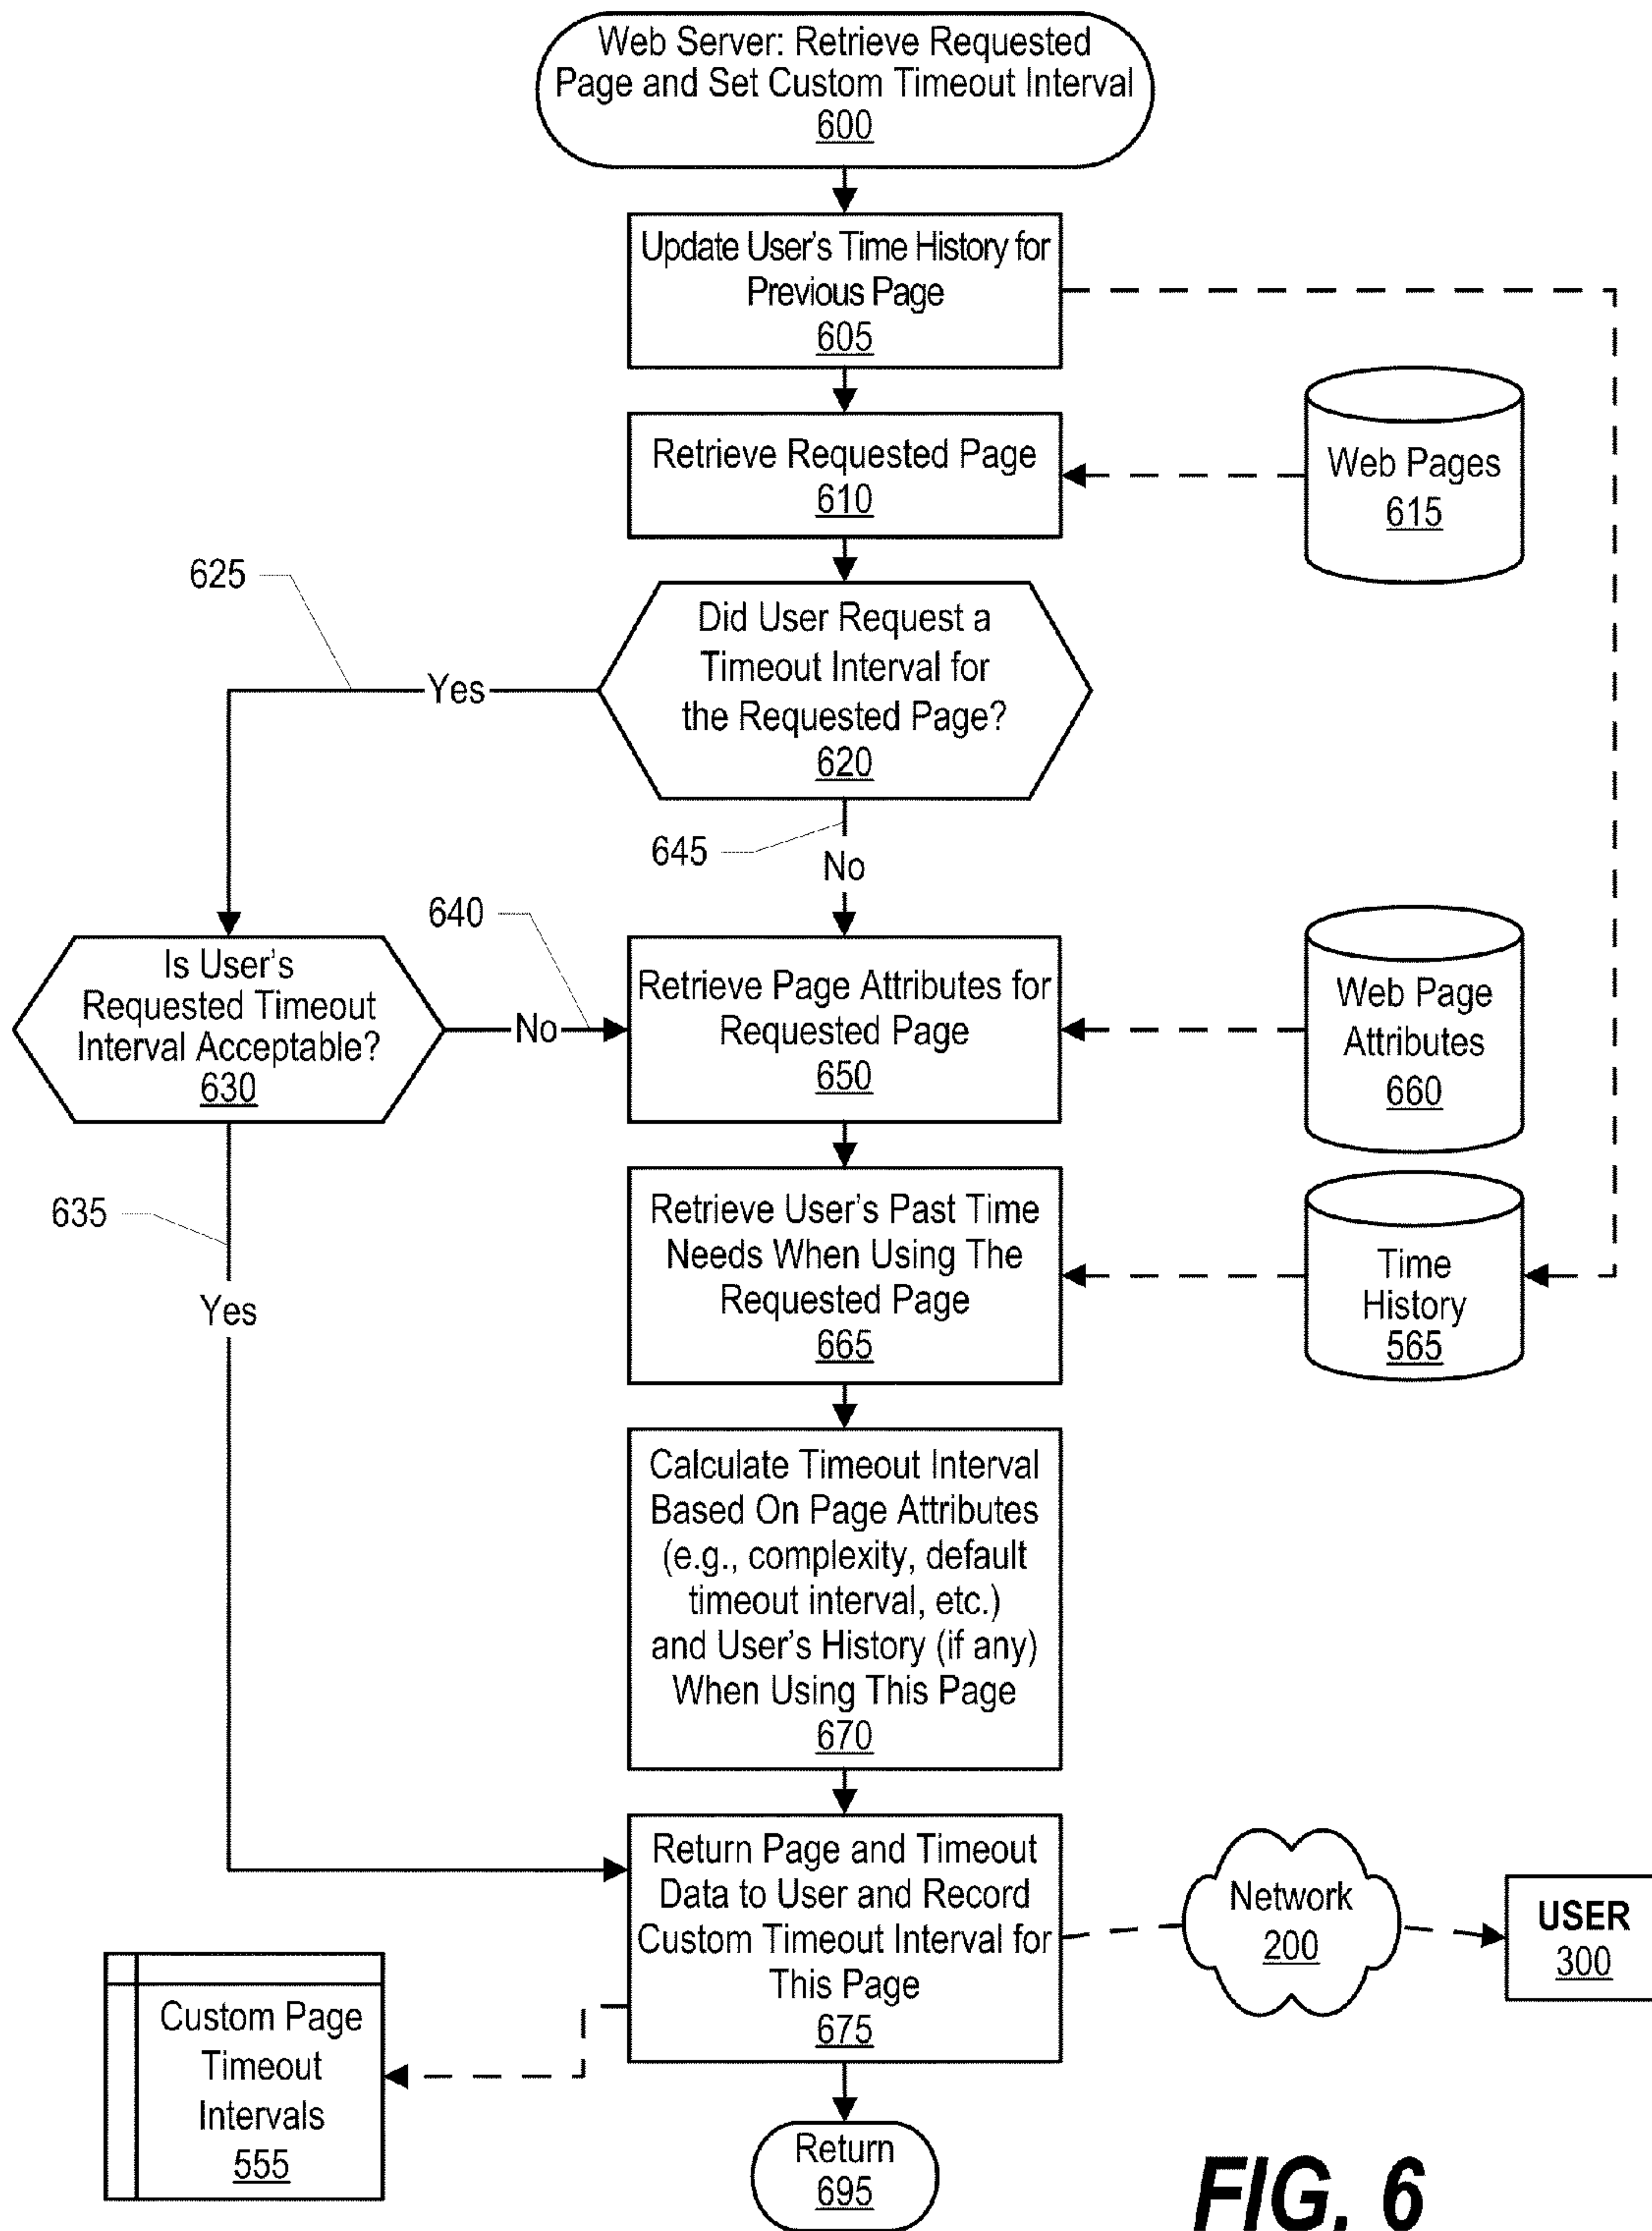 Web Server: Retrieve Requested
Page and Set Custom Timeout Interval
600
Update User's Time History for
Previous Page
605
Retrieve Requested Page
610
Web Pages
615
625
Did User Request a
Timeout Interval for
the Requested Page?
620
Yes
645
No
640
Is User's
Requested Timeout
Interval Acceptable?
630
No
Retrieve Page Attributes for
Requested Page
650
Web Page
Attributes
660
635
Yes
Retrieve User's Past Time
Needs When Using The
Requested Page
665
Time
History
565
Calculate Timeout Interval
Based On Page Attributes
(e.g., complexity, default
timeout interval, etc.)
and User's History (if any)
When Using This Page
670
Return Page and Timeout
Data to User and Record
Custom Timeout Interval for
This Page
675
Network
200
USER
300
Custom Page
Timeout
Intervals
555
Return
695
FIG. 6